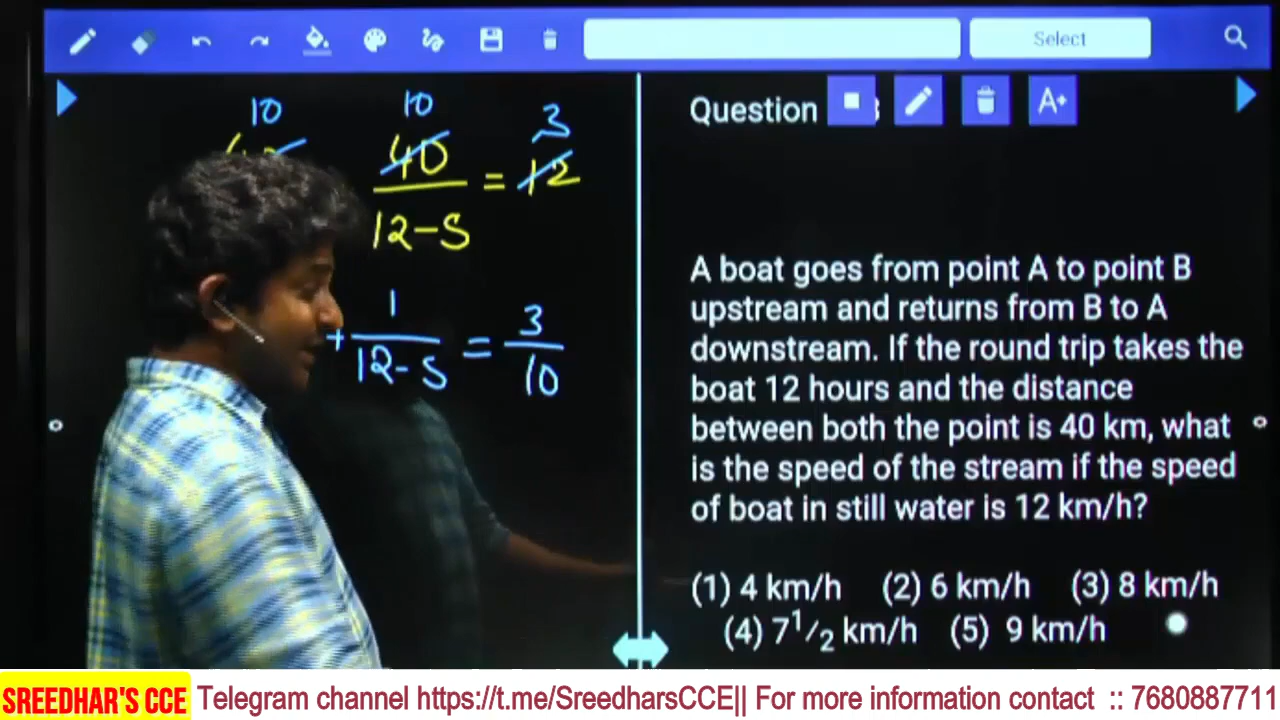 Select
A+
Question
10 10 3
40 = 12
12-S
+ 1 = 3
12-S 10
A boat goes from point A to point B
upstream and returns from B to A
downstream. If the round trip takes the
boat 12 hours and the distance
between both the point is 40 km, what
is the speed of the stream if the speed
of boat in still water is 12 km/h?
(1) 4 km/h (2) 6 km/h (3) 8 km/h
(4) 7 1/2 km/h (5) 9 km/h
SREEDHAR'S CCE Telegram channel https://t.me/SreedharsCCE|| For more information contact :: 7680887711